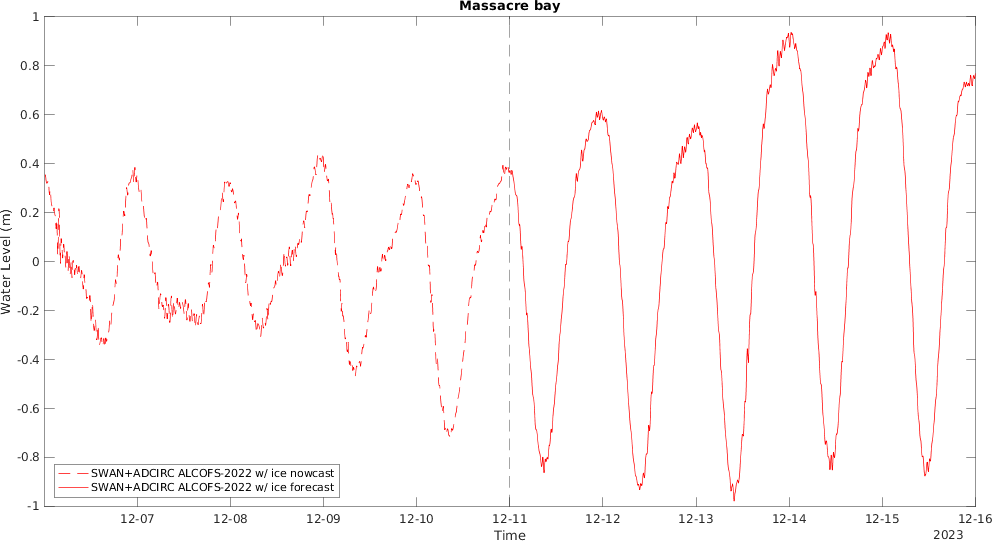 Massacre bay
Water Level (m)
1
0.8
0.6
0.4
0.2
0
-0.2
-0.4
-0.6
-0.8
-1
SWAN+ADCIRC ALCOFS-2022 w/ ice nowcast
SWAN+ADCIRC ALCOFS-2022 w/ ice forecast
12-07 12-08 12-09 12-10 12-11 12-12 12-13 12-14 12-15 12-16
Time
2023